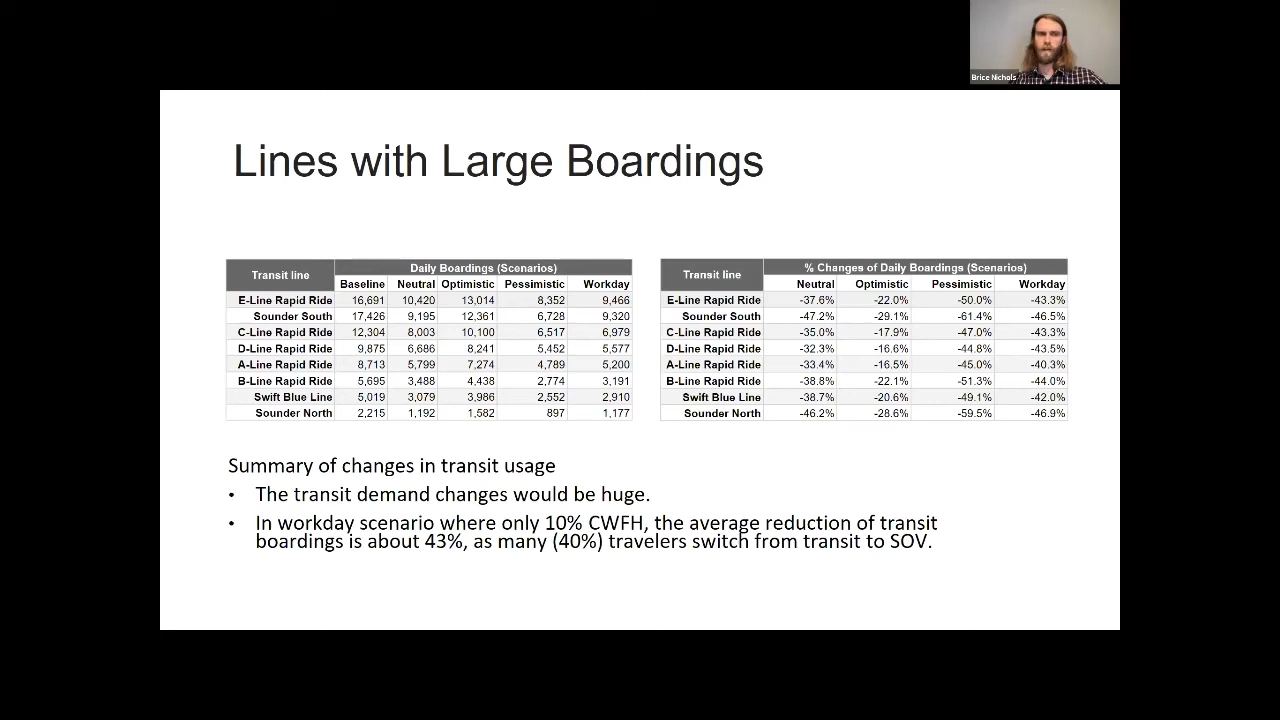 Brice Nichols
Lines with Large Boardings
Transit line Daily Boardings (Scenarios)
Baseline Neutral Optimistic Pessimistic Workday
E-Line Rapid Ride 16,691 10,420 13,014 8,352 9,466
Sounder South 17,426 9,195 12,361 6,728 9,320
C-Line Rapid Ride 12,304 8,003 10,100 6,517 6,979
D-Line Rapid Ride 9,875 6,686 8,241 5,452 5,577
A-Line Rapid Ride 8,713 5,799 7,274 4,789 5,200
B-Line Rapid Ride 5,695 3,488 4,438 2,774 3,191
Swift Blue Line 5,019 3,079 3,986 2,552 2,910
Sounder North 2,215 1,192 1,582 897 1,177
Transit line % Changes of Daily Boardings (Scenarios)
Neutral Optimistic Pessimistic Workday
E-Line Rapid Ride -37.6% -22.0% -50.0% -43.3%
Sounder South -47.2% -29.1% -61.4% -46.5%
C-Line Rapid Ride -35.0% -17.9% -47.0% -43.3%
D-Line Rapid Ride -32.3% -16.6% -44.8% -43.5%
A-Line Rapid Ride -33.4% -16.5% -45.0% -40.3%
B-Line Rapid Ride -38.8% -22.1% -51.3% -44.0%
Swift Blue Line -38.7% -20.6% -49.1% -42.0%
Sounder North -46.2% -28.6% -59.5% -46.9%
Summary of changes in transit usage
• The transit demand changes would be huge.
• In workday scenario where only 10% CWFH, the average reduction of transit
boardings is about 43%, as many (40%) travelers switch from transit to SOV.